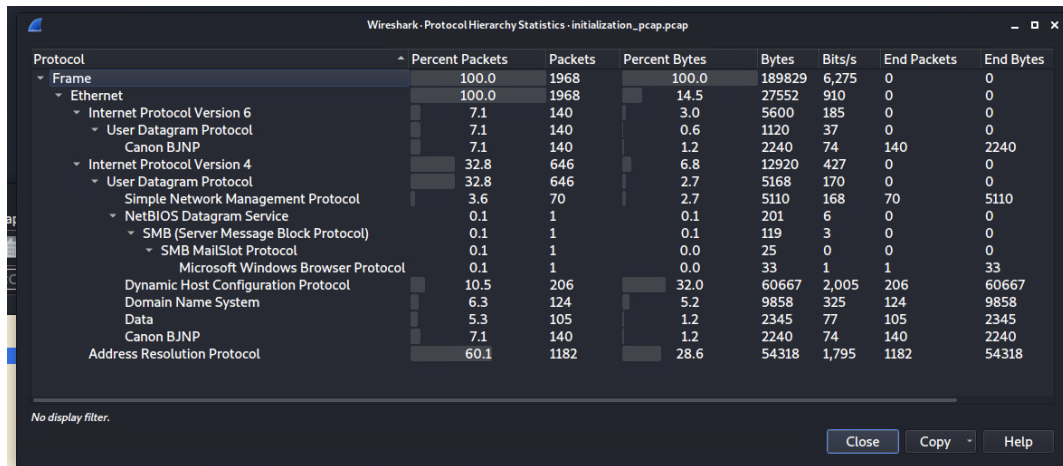 Wireshark · Protocol Hierarchy Statistics · initialization_pcap.pcap
Protocol Percent Packets Packets Percent Bytes Bytes Bits/s End Packets End Bytes
Frame 100.0 1968 100.0 189829 6,275 0 0
Ethernet 100.0 1968 14.5 27552 910 0 0
Internet Protocol Version 6 7.1 140 3.0 5600 185 0 0
User Datagram Protocol 7.1 140 0.6 1120 37 0 0
Canon BJNP 7.1 140 1.2 2240 74 140 2240
Internet Protocol Version 4 32.8 646 6.8 12920 427 0 0
User Datagram Protocol 32.8 646 2.7 5168 170 0 0
Simple Network Management Protocol 3.6 70 2.7 5110 168 70 5110
NetBIOS Datagram Service 0.1 1 0.1 201 6 0 0
SMB (Server Message Block Protocol) 0.1 1 0.1 119 3 0 0
SMB MailSlot Protocol 0.1 1 0.0 25 0 0 0
Microsoft Windows Browser Protocol 0.1 1 0.0 33 1 1 33
Dynamic Host Configuration Protocol 10.5 206 32.0 60667 2,005 206 60667
Domain Name System 6.3 124 5.2 9858 325 124 9858
Data 5.3 105 1.2 2345 77 105 2345
Canon BJNP 7.1 140 1.2 2240 74 140 2240
Address Resolution Protocol 60.1 1182 28.6 54318 1,795 1182 54318
No display filter.
Close Copy Help